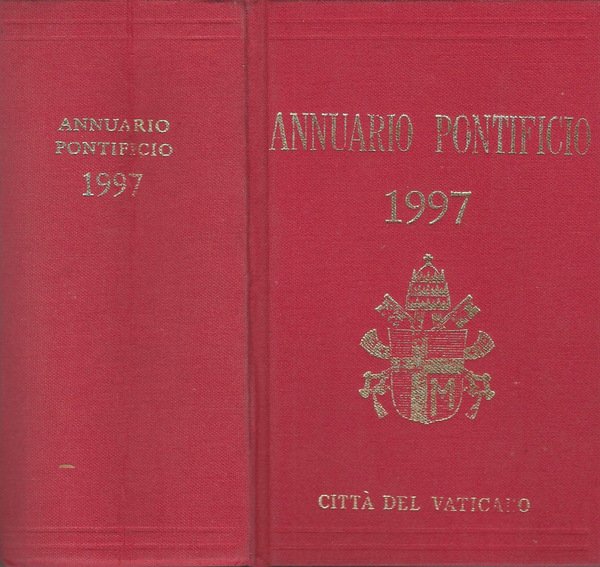 ANNUARIO
PONTIFICIO
1997
ANNUARIO PONTIFICIO
1997
M
CITTÀ DEL VATICANO